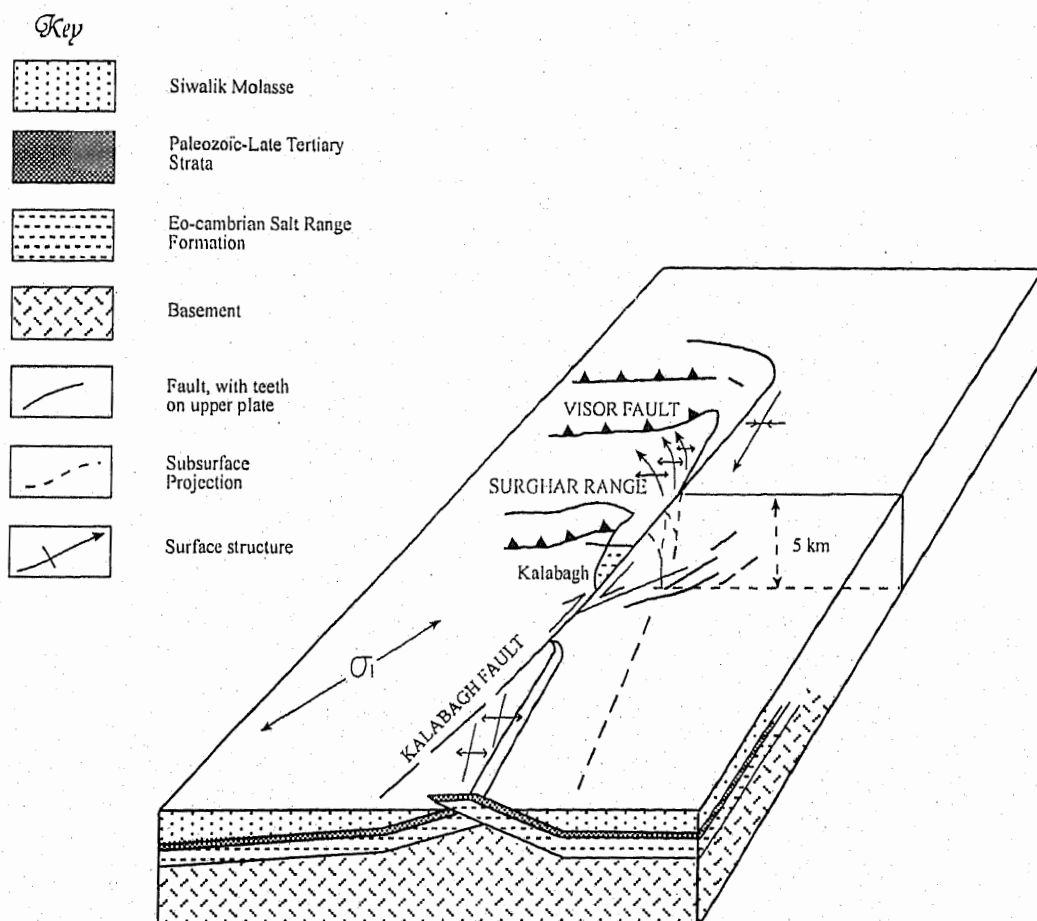 Key
Siwalik Molasse
Paleozoïc-Late Tertiary
Strata
Eo-cambrian Salt Range
Formation
Basement
Fault, with teeth
on upper plate
Subsurface
Projection
Surface structure
VISOR FAULT
SURGHAR RANGE
5 km
Kalabagh
σ1
KALABAGH FAULT